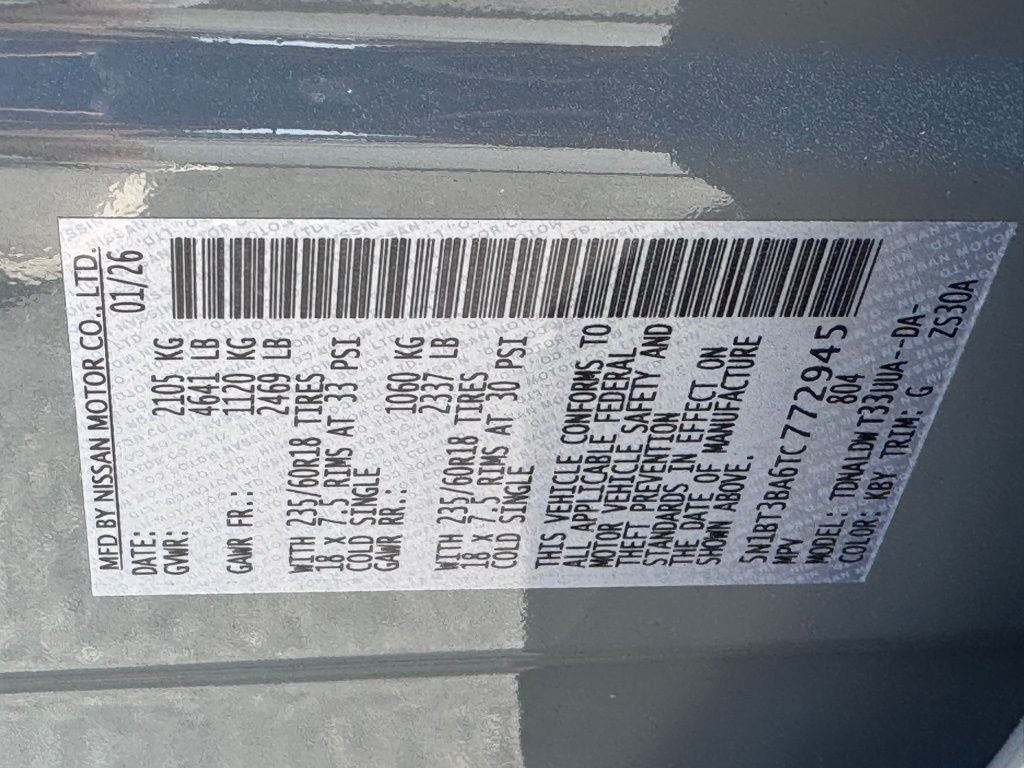 MFD BY NISSAN MOTOR CO., LTD.
DATE: 01/26
GVWR: 2105 KG
4641 LB
GAWR FR.: 1120 KG
2469 LB
WITH 235/60R18 TIRES
18 X 7.5 RIMS AT 33 PSI
COLD SINGLE
GAWR RR.: 1060 KG
2337 LB
WITH 235/60R18 TIRES
18 X 7.5 RIMS AT 30 PSI
COLD SINGLE
THIS VEHICLE CONFORMS TO
ALL APPLICABLE FEDERAL
MOTOR VEHICLE SAFETY AND
THEFT PREVENTION
STANDARDS IN EFFECT ON
THE DATE OF MANUFACTURE
SHOWN ABOVE.
5N1BT3BA6TC772945
MPV 804
MODEL: TDNALDWT33UUA--DA-
COLOR: KBY TRIM: G ZS30A